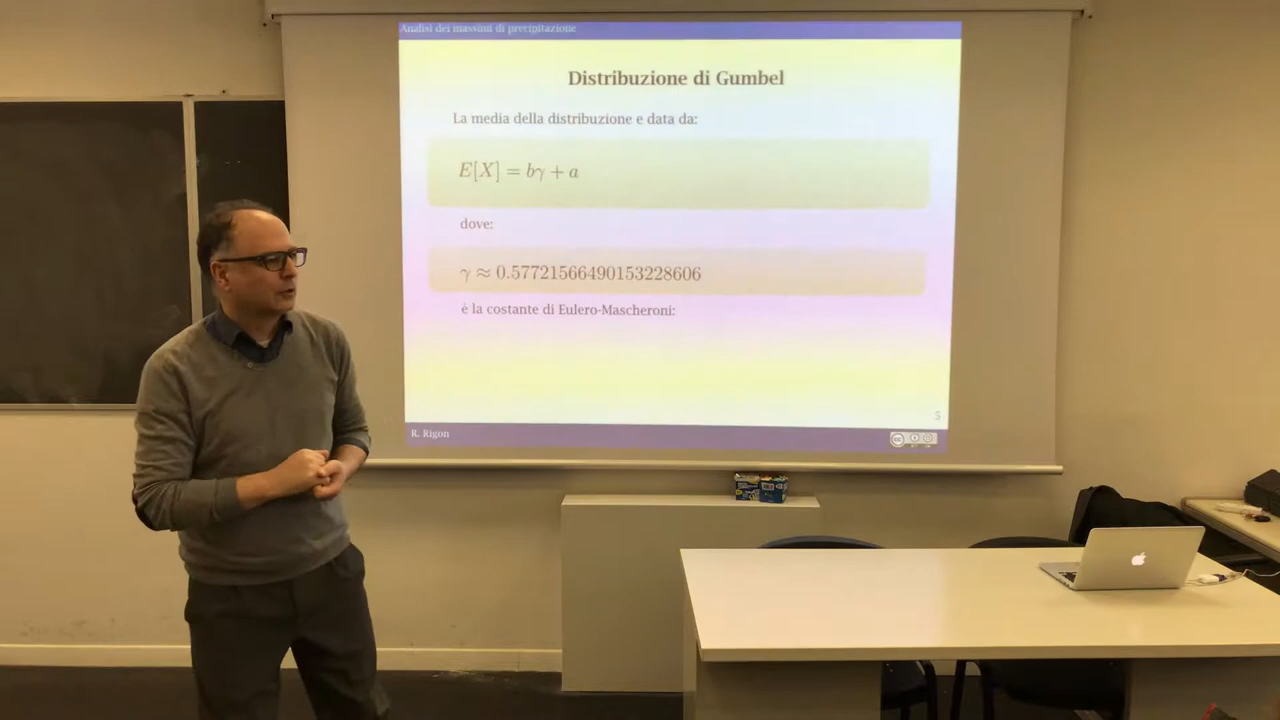 Analisi dei massimi di precipitazione
Distribuzione di Gumbel
La media della distribuzione e data da:
E[X] = bγ + a
dove:
γ ≈ 0.57721566490153228606
è la costante di Eulero-Mascheroni:
5
R. Rigon